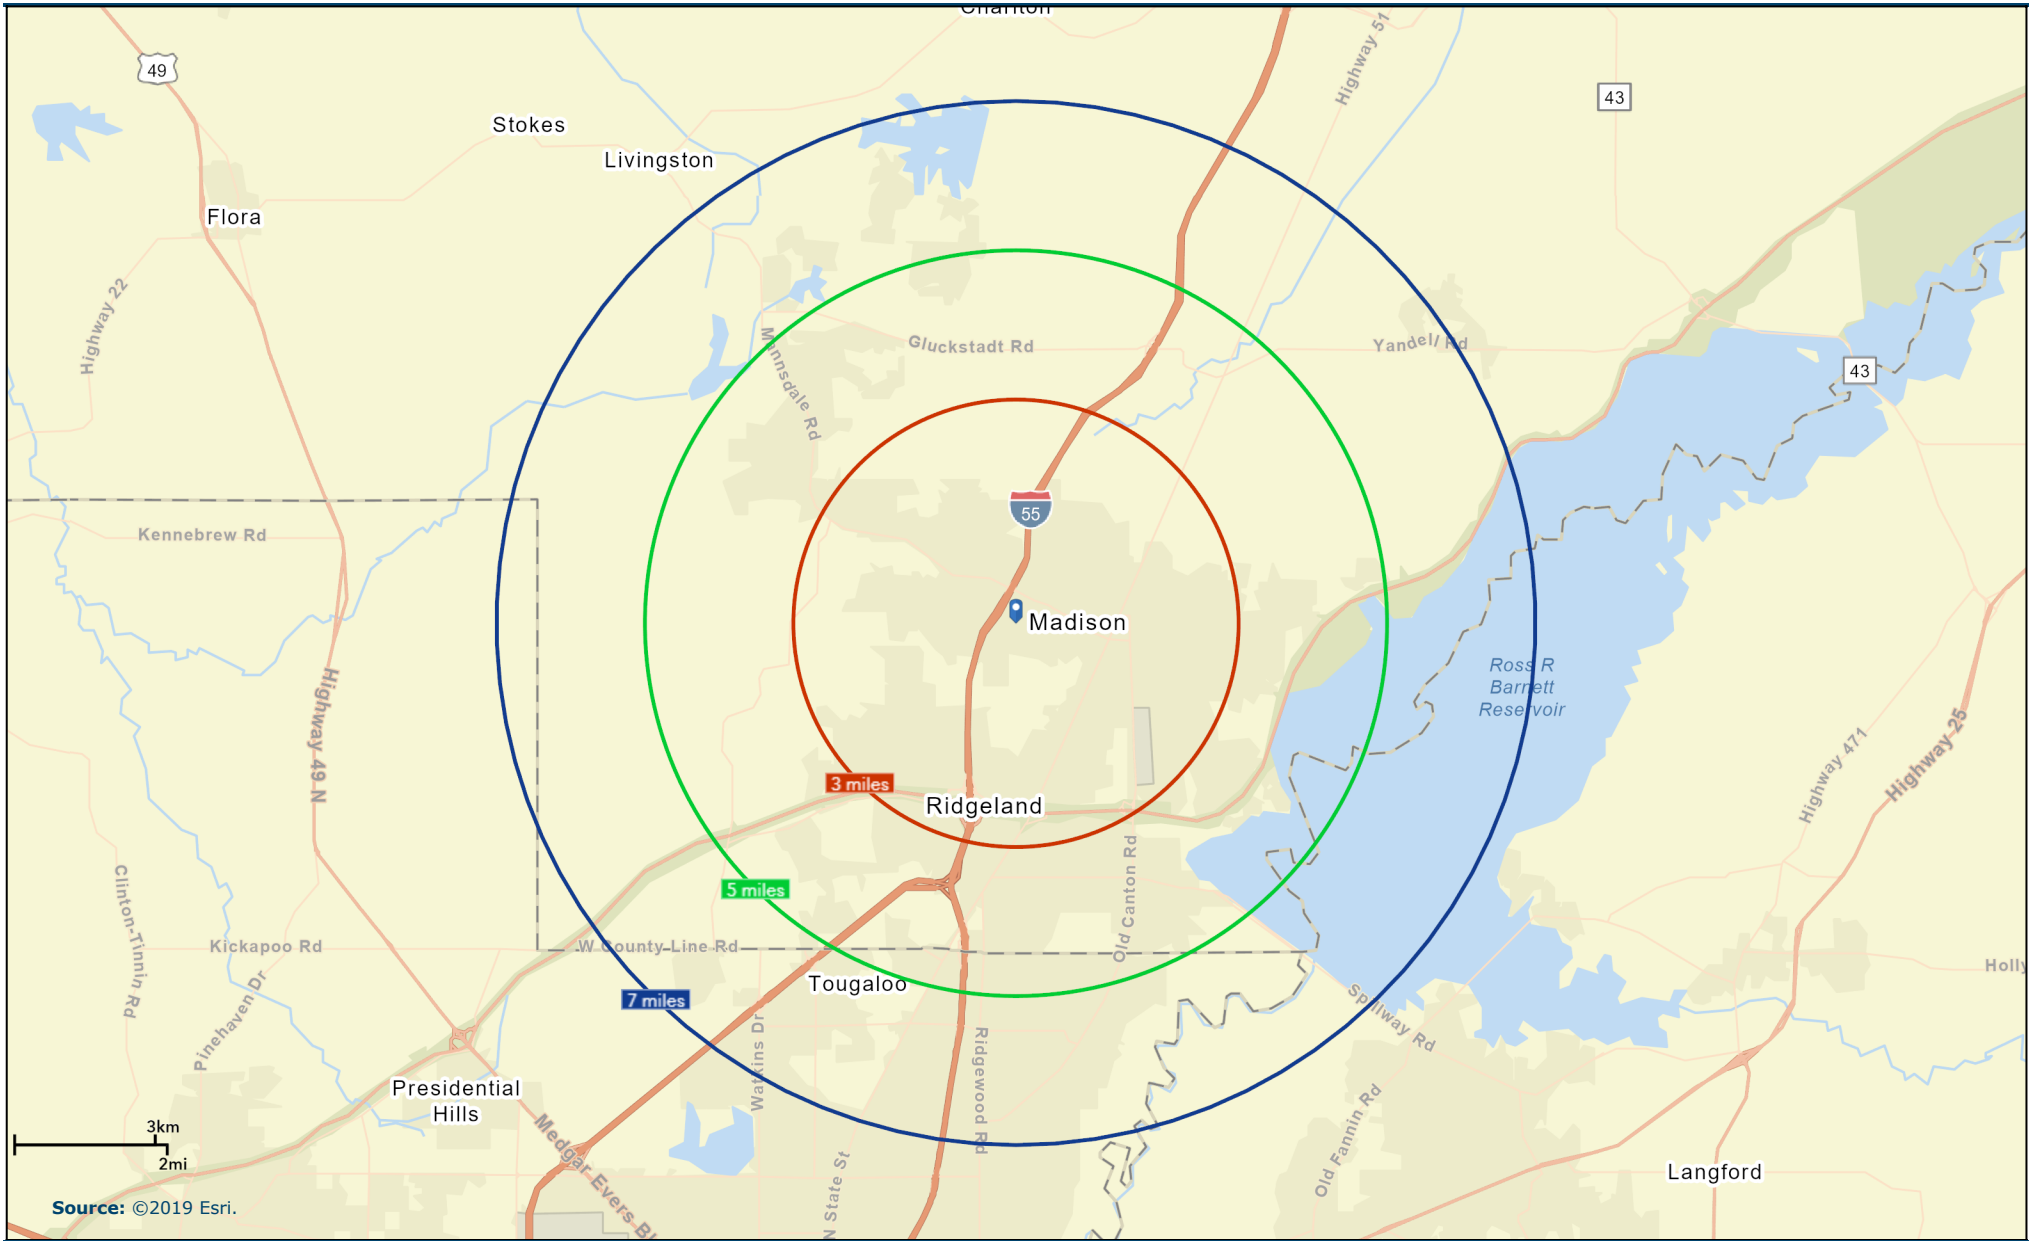 Charlton
Highway 51
49
43
Stokes
Livingston
Flora
Highway 22
Mannsdale Rd
Gluckstadt Rd
Yandell Rd
43
55
Kennebrew Rd
Madison
Ross R
Barnett
Reservoir
Highway 49 N
Highway 471
Highway 25
3 miles
Ridgeland
5 miles
Old Canton Rd
Clinton-Tinnin Rd
Kickapoo Rd
W County Line Rd
Holly
Tougaloo
7 miles
Pinehaven Dr
Spillway Rd
Watkins Dr
Ridgewood Rd
Presidential
Hills
Medgar Evers Bl
Old Fannin Rd
N State St
3km
2mi
Langford
Source: ©2019 Esri.